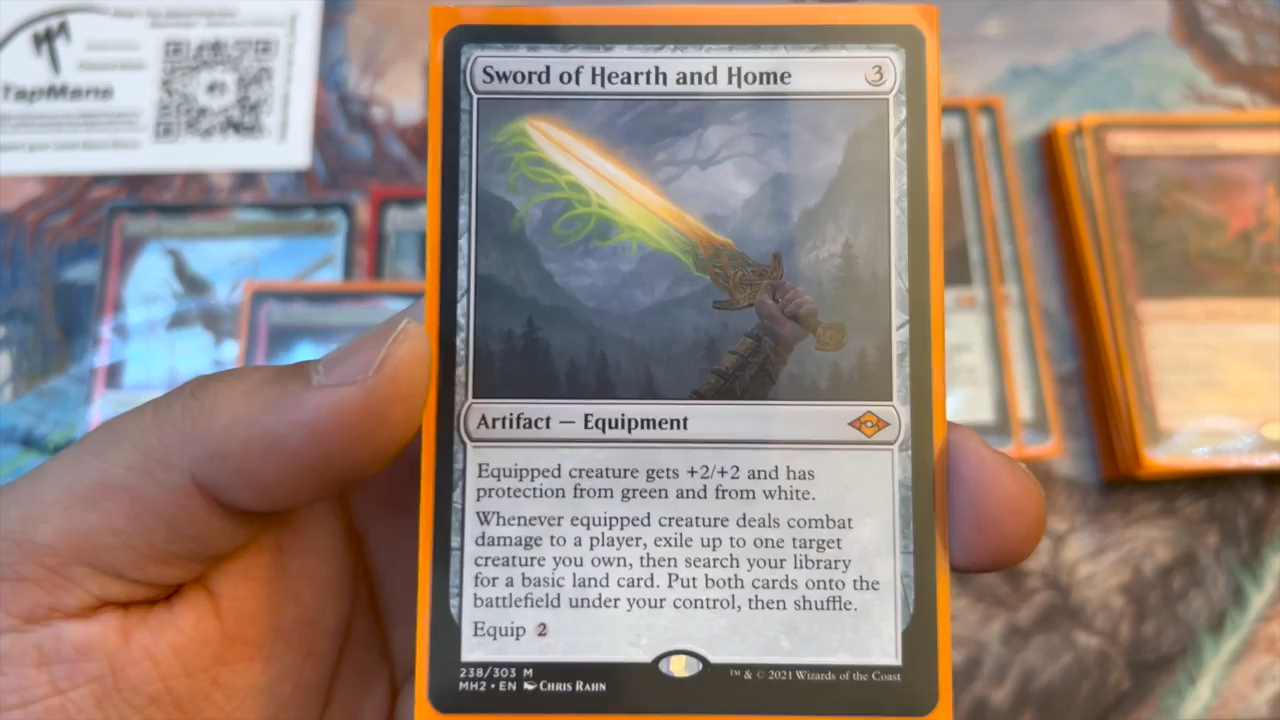 TapMans
Sword of Hearth and Home 3
Artifact — Equipment
Equipped creature gets +2/+2 and has
protection from green and from white.
Whenever equipped creature deals combat
damage to a player, exile up to one target
creature you own, then search your library
for a basic land card. Put both cards onto the
battlefield under your control, then shuffle.
Equip 2
238/303 M
MH2 • EN Chris Rahn
™ & © 2021 Wizards of the Coast